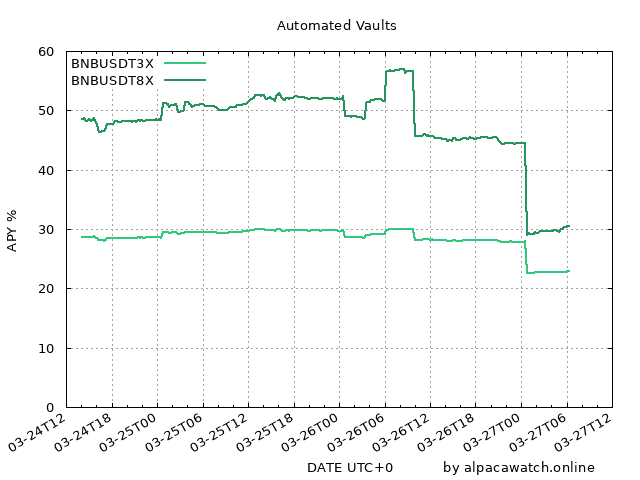 Automated Vaults
BNBUSDT3X
BNBUSDT8X
60
50
40
30
20
10
0
APY %
03-24T12
03-24T18
03-25T00
03-25T06
03-25T12
03-25T18
03-26T00
03-26T06
03-26T12
03-26T18
03-27T00
03-27T06
03-27T12
DATE UTC+0
by alpacawatch.online